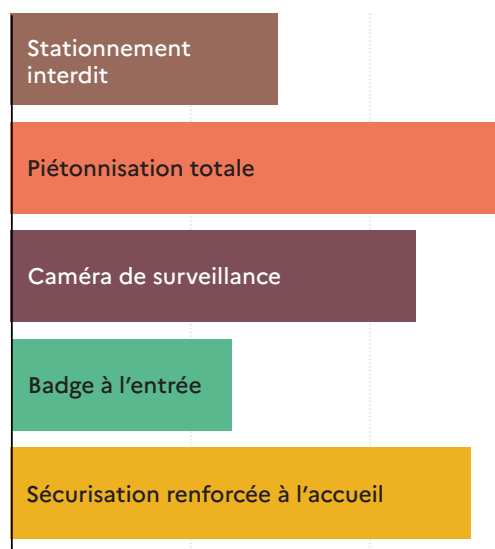 Stationnement
interdit
Piétonnisation totale
Caméra de surveillance
Badge à l’entrée
Sécurisation renforcée à l’accueil